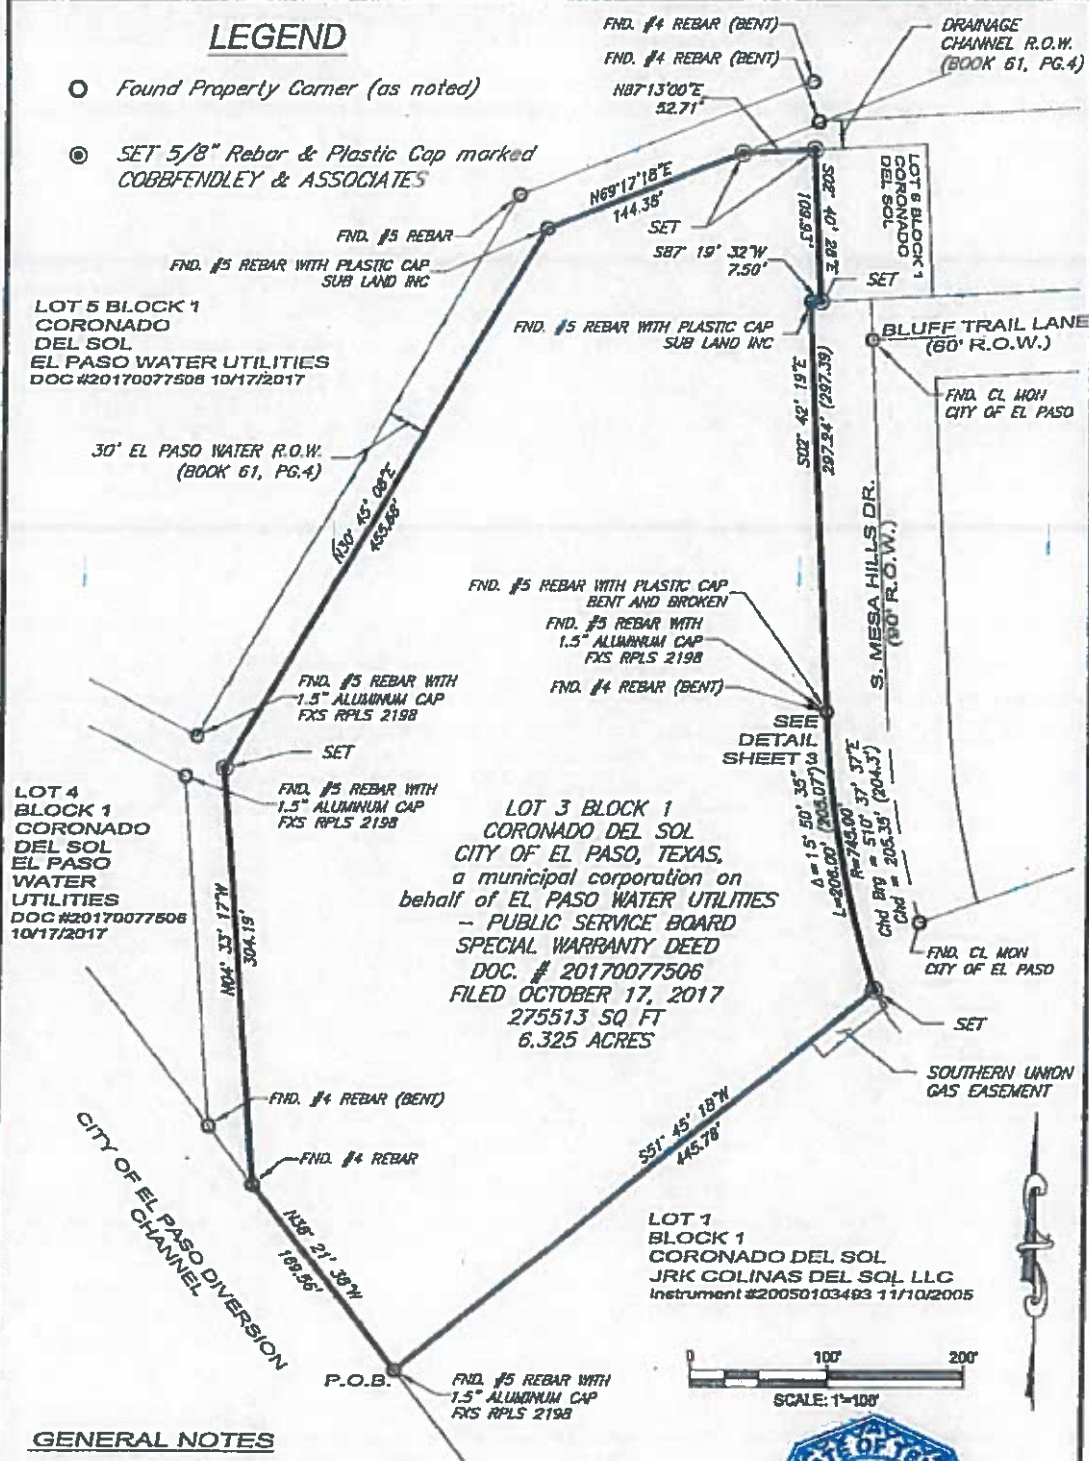 LEGEND
Found Property Corner (as noted)
SET 5/8" Rebar & Plastic Cap marked
COBBFENDLEY & ASSOCIATES
FND. #4 REBAR (BENT)
FND. #4 REBAR (BENT)
N87°13'00"E
52.71'
DRAINAGE
CHANNEL R.O.W.
(BOOK 61, PG.4)
N69°17'18"E
144.38'
SET
FND. #5 REBAR
FND. #5 REBAR WITH PLASTIC CAP
SUB LAND INC
S02° 40' 28"E
109.93'
LOT 6 BLOCK 1
CORONADO
DEL SOL
S87° 19' 32"W
7.50'
SET
FND. #5 REBAR WITH PLASTIC CAP
SUB LAND INC
BLUFF TRAIL LANE
(60' R.O.W.)
LOT 5 BLOCK 1
CORONADO
DEL SOL
EL PASO WATER UTILITIES
DOC #20170077506 10/17/2017
FND. CL MON
CITY OF EL PASO
30' EL PASO WATER R.O.W.
(BOOK 61, PG.4)
N30° 45' 08"E
455.68'
S02° 42' 19"E
297.24' (297.39)
S. MESA HILLS DR.
(90' R.O.W.)
FND. #5 REBAR WITH PLASTIC CAP
BENT AND BROKEN
FND. #5 REBAR WITH
1.5" ALUMINUM CAP
FXS RPLS 2198
FND. #4 REBAR (BENT)
SEE
DETAIL
SHEET
FND. #5 REBAR WITH
1.5" ALUMINUM CAP
FXS RPLS 2198
SET
FND. #5 REBAR WITH
1.5" ALUMINUM CAP
FXS RPLS 2198
Δ=15° 50' 35"
L=206.00' (205.07')
R=745.00'
Chd Brg = S10° 37' 37"E
Chd = 205.35' (204.3')
LOT 4
BLOCK 1
CORONADO
DEL SOL
EL PASO
WATER
UTILITIES
DOC #20170077506
10/17/2017
LOT 3 BLOCK 1
CORONADO DEL SOL
CITY OF EL PASO, TEXAS,
a municipal corporation on
behalf of EL PASO WATER UTILITIES
- PUBLIC SERVICE BOARD
SPECIAL WARRANTY DEED
DOC. # 20170077506
FILED OCTOBER 17, 2017
275513 SQ FT
6.325 ACRES
N04° 33' 17"W
304.19'
FND. CL MON
CITY OF EL PASO
SET
SOUTHERN UNION
GAS EASEMENT
FND. #4 REBAR (BENT)
FND. #4 REBAR
S51° 45' 18"W
445.78'
CITY OF EL PASO DIVERSION
CHANNEL
N38° 21' 38"W
169.56'
LOT 1
BLOCK 1
CORONADO DEL SOL
JRK COLINAS DEL SOL LLC
Instrument #20050103493 11/10/2005
P.O.B.
FND. #5 REBAR WITH
1.5" ALUMINUM CAP
FXS RPLS 2198
0 100' 200'
SCALE: 1"=100'
GENERAL NOTES